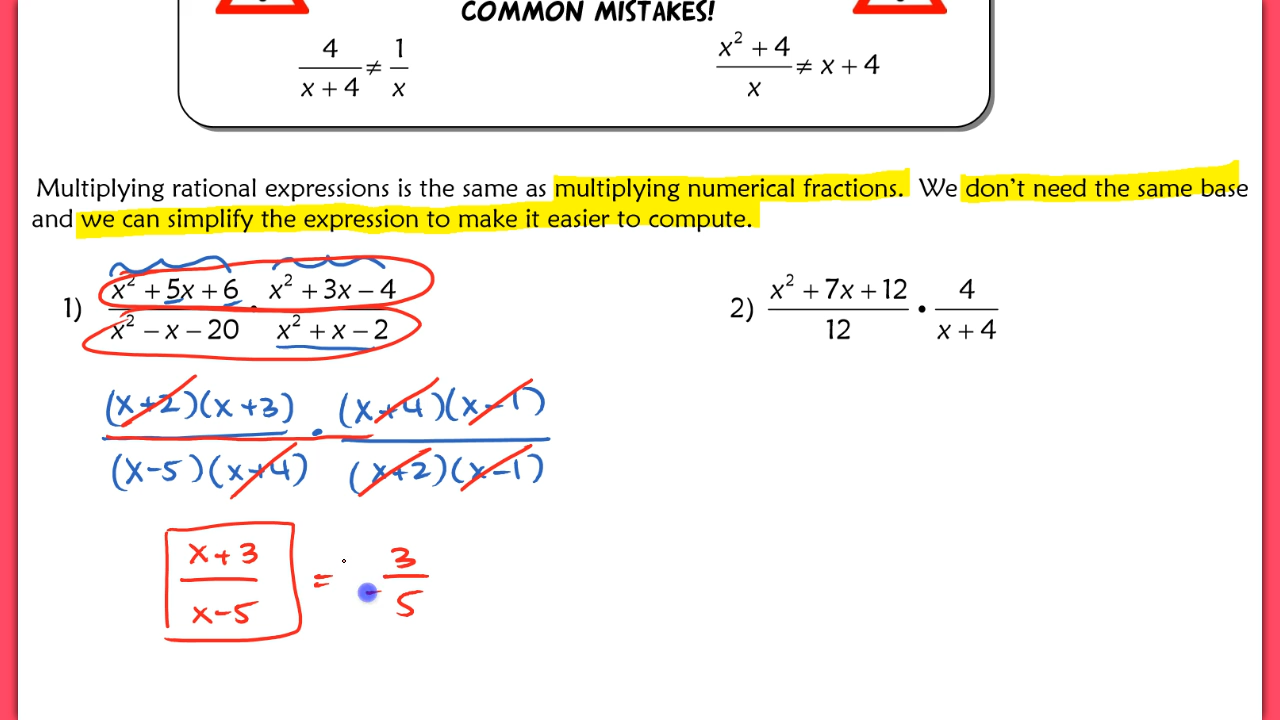 COMMON MISTAKES!
4/(x + 4) ≠ 1/x
(x² + 4)/x ≠ x + 4
Multiplying rational expressions is the same as multiplying numerical fractions. We don't need the same base
and we can simplify the expression to make it easier to compute.
1) (x² + 5x + 6)/(x² − x − 20) · (x² + 3x − 4)/(x² + x − 2)
2) (x² + 7x + 12)/12 • 4/(x + 4)
(x+2)(x+3)/(x-5)(x+4) · (x+4)(x-1)/(x+2)(x-1)
(x+3)/(x-5) = -3/5